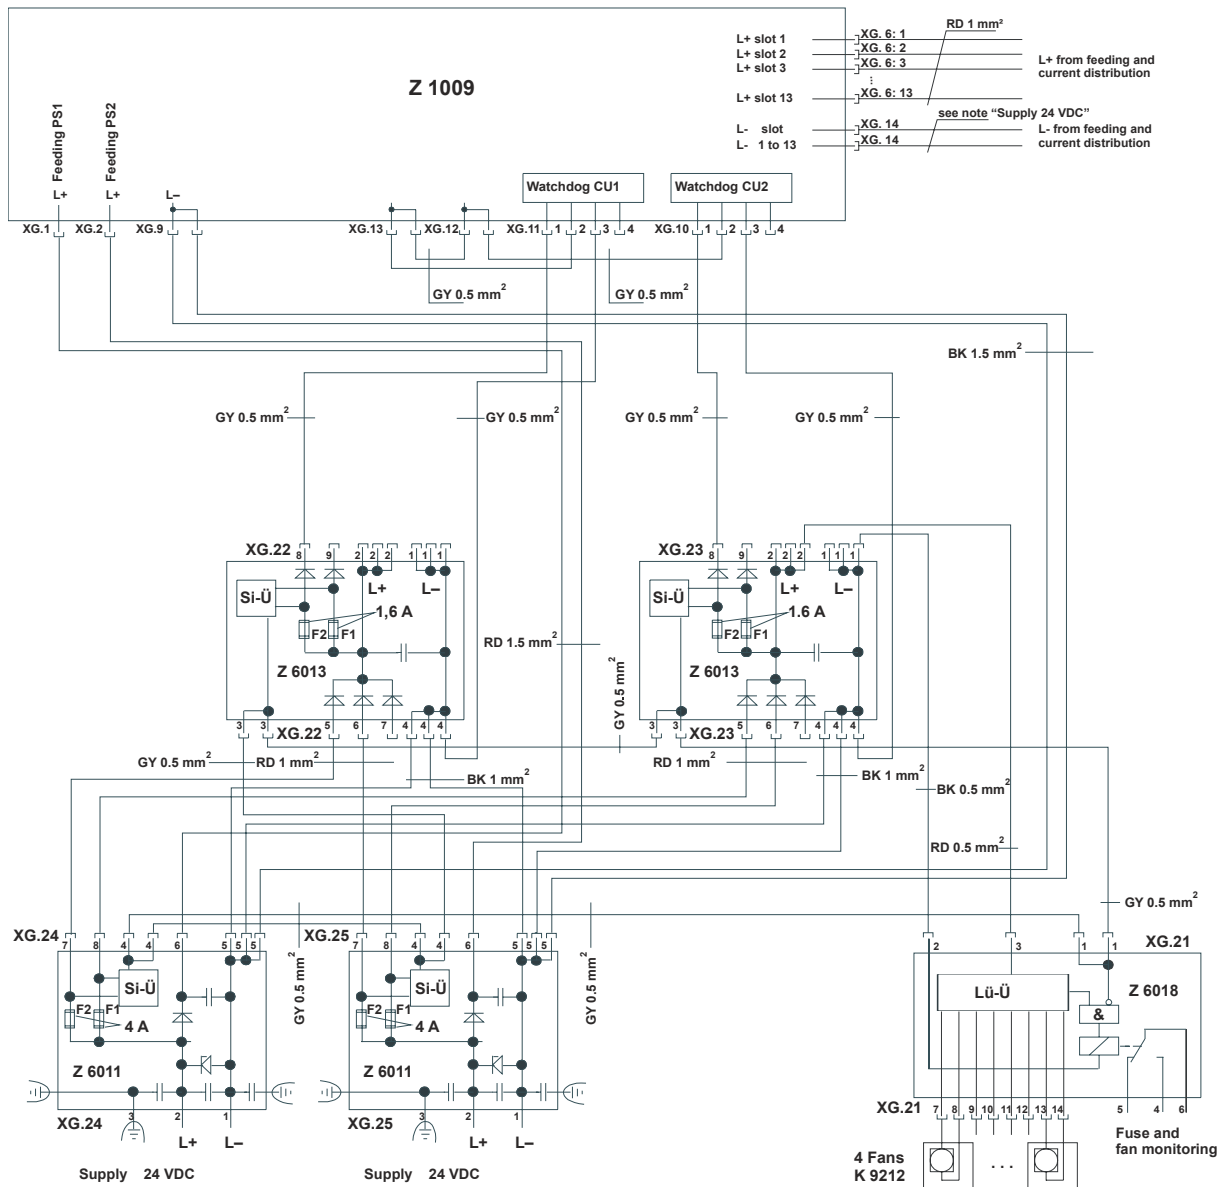 L+ slot 1 XG. 6: 1 RD 1 mm²
L+ slot 2 XG. 6: 2
L+ slot 3 XG. 6: 3 L+ from feeding and
current distribution
...
L+ slot 13 XG. 6: 13
Z 1009
see note “Supply 24 VDC”
L- slot XG. 14 L- from feeding and
L- 1 to 13 XG. 14 current distribution
Feeding PS1
Feeding PS2
L+ L+ L–
Watchdog CU1 Watchdog CU2
XG.1 XG.2 XG.9 XG.13 XG.12 XG.11 1 2 3 4 XG.10 1 2 3 4
GY 0.5 mm² GY 0.5 mm²
BK 1.5 mm²
GY 0.5 mm² GY 0.5 mm² GY 0.5 mm² GY 0.5 mm²
XG.22 8 9 2 2 2 1 1 1 XG.23 8 9 2 2 2 1 1 1
L+ L– L+ L–
Si-Ü Si-Ü
1,6 A 1.6 A
F2 F1 F2 F1
RD 1.5 mm²
Z 6013 Z 6013
GY 0.5 mm²
3 3 5 6 7 4 4 4 3 3 5 6 7 4 4 4
XG.22 XG.23
GY 0.5 mm² RD 1 mm² RD 1 mm²
BK 1 mm² BK 1 mm²
BK 0.5 mm²
RD 0.5 mm²
GY 0.5 mm²
XG.24 7 8 4 4 6 5 5 5 XG.25 7 8 4 4 6 5 5 5
2 3 1 1 XG.21
GY 0.5 mm² GY 0.5 mm²
Si-Ü Si-Ü Lü-Ü Z 6018
F2 F1 F2 F1 &
4 A 4 A
Z 6011 Z 6011
XG.24 3 2 1 XG.25 3 2 1
XG.21 7 8 9 10 11 12 13 14 5 4 6
L+ L– L+ L–
Fuse and
fan monitoring
4 Fans
K 9212
. . .
Supply 24 VDC Supply 24 VDC